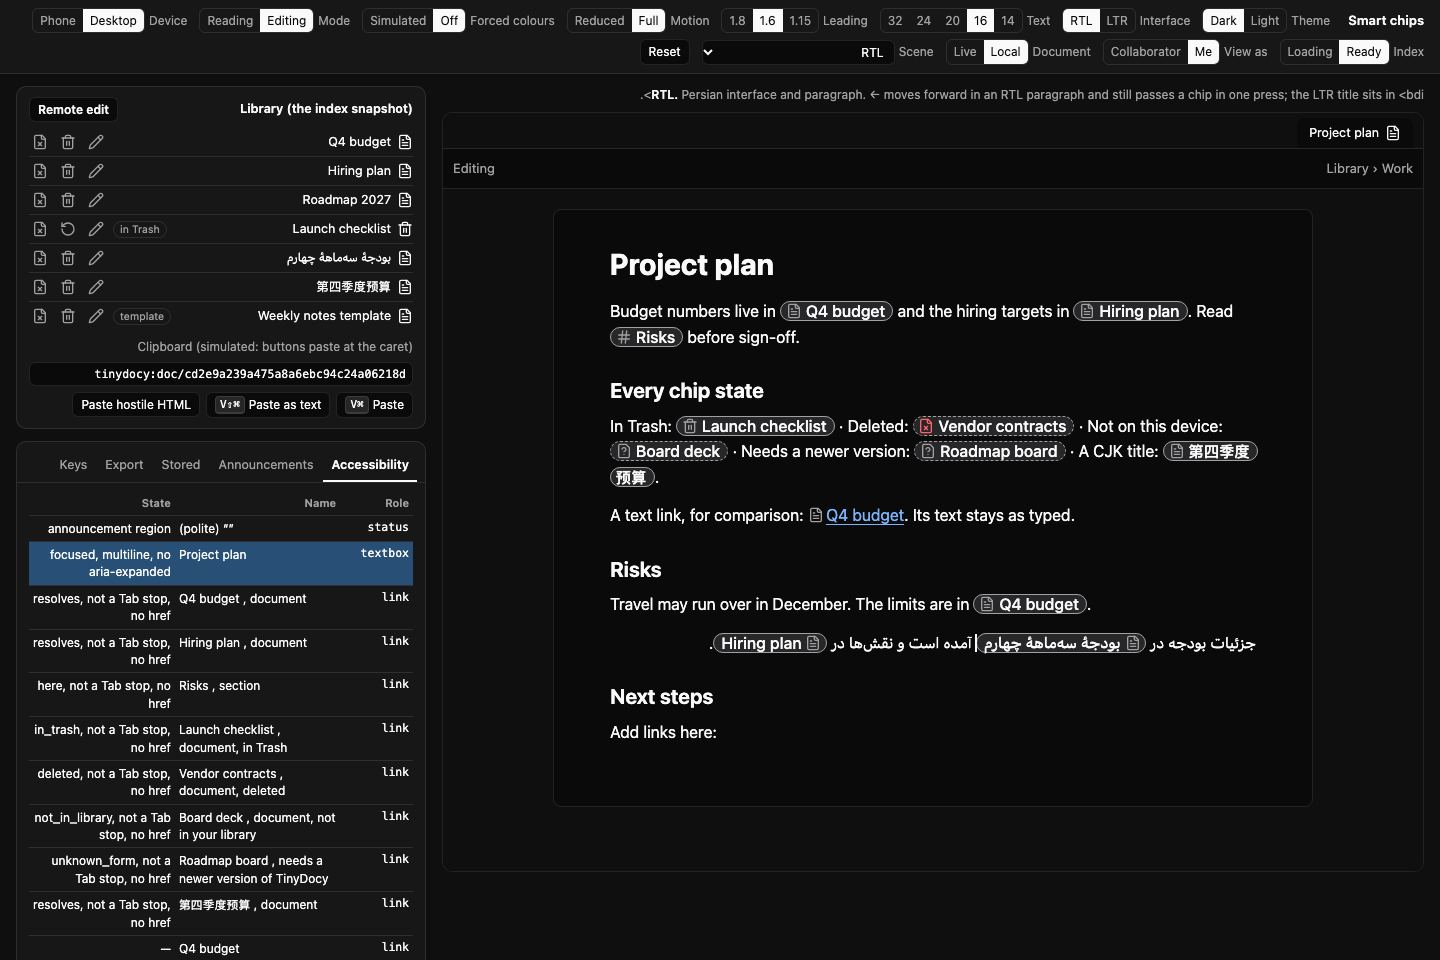 Smart chips Theme Light Dark Interface LTR RTL Text 14 16 20 24 32 Leading 1.15 1.6 1.8 Motion Full Reduced Forced colours Off Simulated Mode Editing Reading Device Desktop Phone
Index Ready Loading View as Me Collaborator Document Local Live Scene RTL Reset
RTL. Persian interface and paragraph. ← moves forward in an RTL paragraph and still passes a chip in one press; the LTR title sits in <bdi>.
Library (the index snapshot) Remote edit
Q4 budget
Hiring plan
Roadmap 2027
Launch checklist in Trash
بودجهٔ سه‌ماههٔ چهارم
第四季度预算
Weekly notes template template
Clipboard (simulated: buttons paste at the caret)
tinydocy:doc/cd2e9a239a475a8a6ebc94c24a06218d
Paste V⌘ Paste as text V⇧⌘ Paste hostile HTML
Accessibility Announcements Stored Export Keys
Role Name State
status (polite) "" announcement region
textbox Project plan focused, multiline, no
aria-expanded
link Q4 budget , document resolves, not a Tab stop,
no href
link Hiring plan , document resolves, not a Tab stop,
no href
link Risks , section here, not a Tab stop, no
href
link Launch checklist , in_trash, not a Tab stop,
document, in Trash no href
link Vendor contracts , deleted, not a Tab stop,
document, deleted no href
link Board deck , document, not not_in_library, not a Tab
in your library stop, no href
link Roadmap board , needs a unknown_form, not a
newer version of TinyDocy Tab stop, no href
link 第四季度预算 , document resolves, not a Tab stop,
no href
link Q4 budget —
Project plan
Library › Work Editing
Project plan
Budget numbers live in Q4 budget and the hiring targets in Hiring plan. Read
# Risks before sign-off.
Every chip state
In Trash: Launch checklist · Deleted: Vendor contracts · Not on this device:
Board deck · Needs a newer version: Roadmap board · A CJK title: 第四季度
预算.
A text link, for comparison: Q4 budget. Its text stays as typed.
Risks
Travel may run over in December. The limits are in Q4 budget.
جزئیات بودجه در بودجهٔ سه‌ماههٔ چهارم آمده است و نقش‌ها در Hiring plan.
Next steps
Add links here: